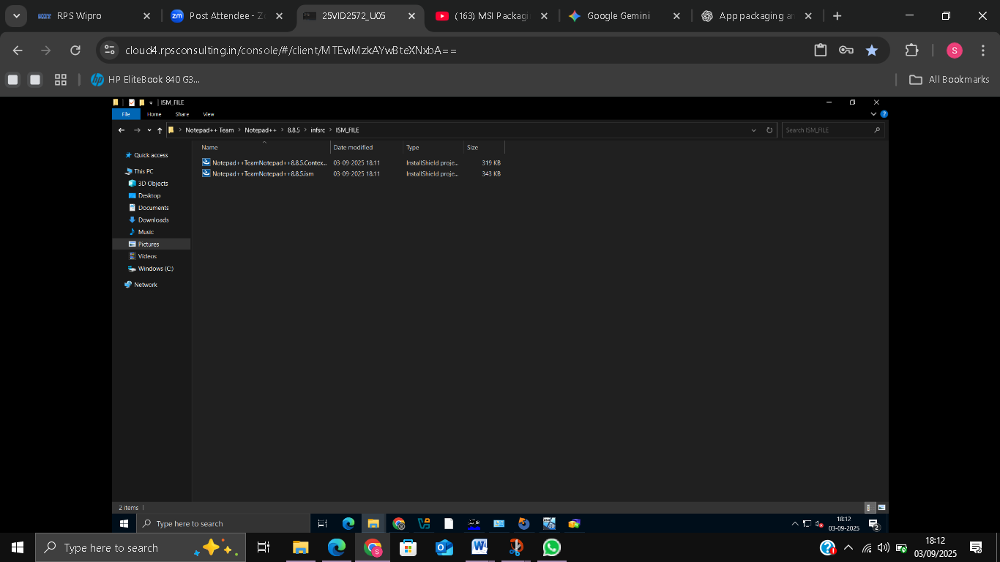 RPS Wipro
Post Attendee - Z
25VID2572_U05
(163) MSI Packagi
Google Gemini
App packaging a
cloud4.rpsconsulting.in/console/#/client/MTEwMzkAYwBteXNxbA==
S
HP EliteBook 840 G3...
All Bookmarks
ISM_FILE
File Home Share View
Notepad++ Team > Notepad++ > 8.8.5 > infsrc > ISM_FILE
Search ISM_FILE
Name Date modified Type Size
Notepad++TeamNotepad++8.8.5.Contex... 03-09-2025 18:11 InstallShield proje... 319 KB
Notepad++TeamNotepad++8.8.5.ism 03-09-2025 18:11 InstallShield proje... 343 KB
Quick access
This PC
3D Objects
Desktop
Documents
Downloads
Music
Pictures
Videos
Windows (C:)
Network
2 items
Type here to search
18:12
03-09-2025
2
Type here to search
18:12
03/09/2025